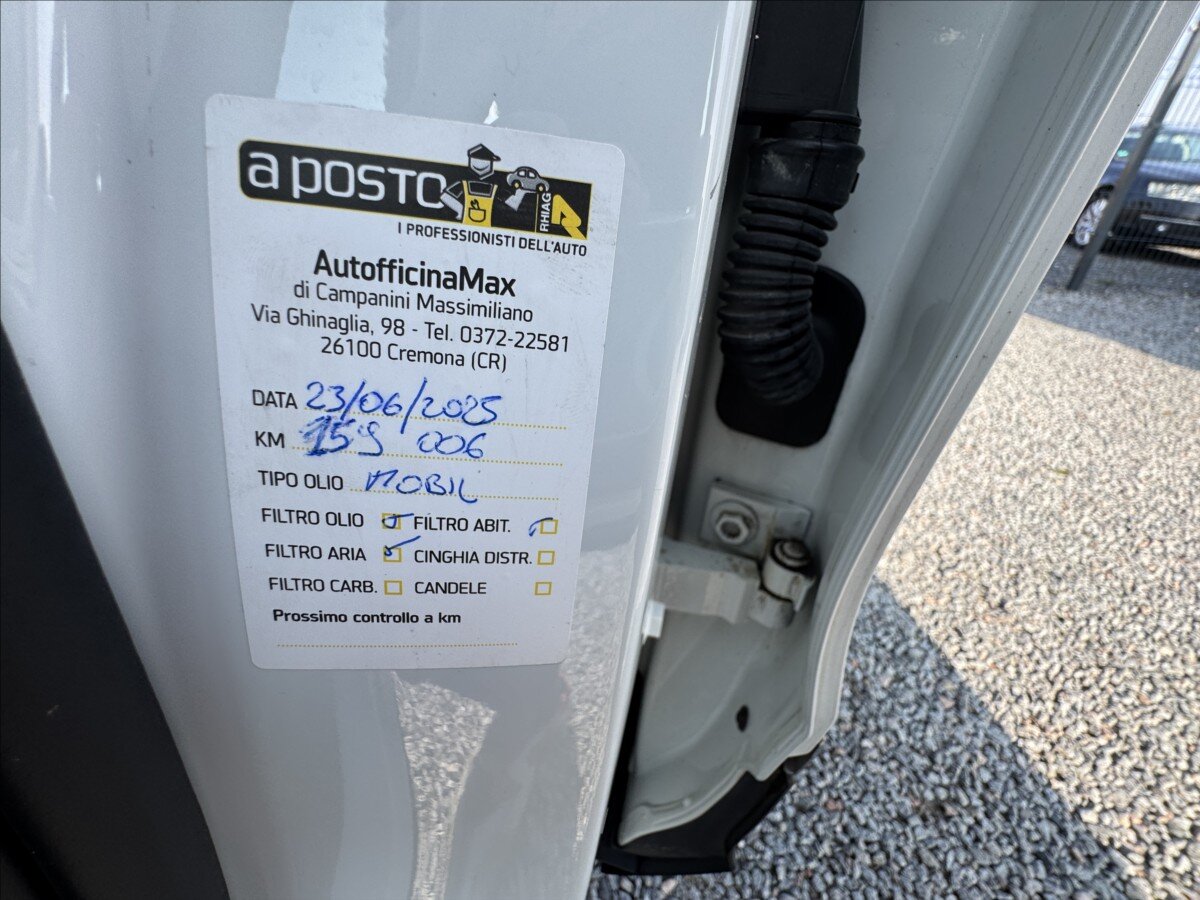 a posto
RHIAG
I PROFESSIONISTI DELL'AUTO
AutofficinaMax
di Campanini Massimiliano
Via Ghinaglia, 98 - Tel. 0372-22581
26100 Cremona (CR)
DATA 23/06/2025
KM 159 006
TIPO OLIO MOBIL
FILTRO OLIO FILTRO ABIT.
FILTRO ARIA CINGHIA DISTR.
FILTRO CARB. CANDELE
Prossimo controllo a km